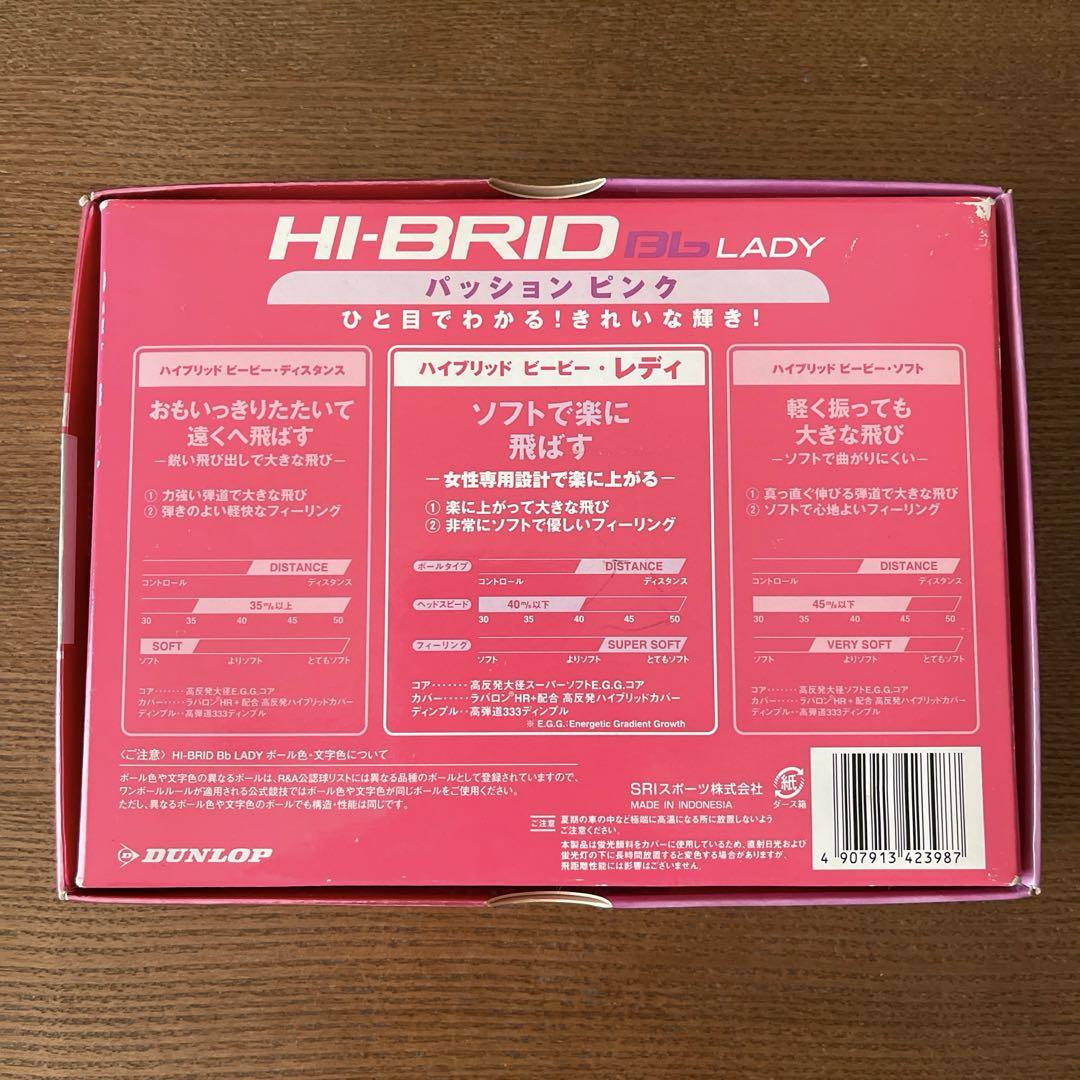 HI-BRID Bb LADY
パッション ピンク
ひと目でわかる!きれいな輝き!
ハイブリッド ビービー・ディスタンス
おもいっきりたたいて
遠くへ飛ばす
―鋭い飛び出しで大きな飛び―
① 力強い弾道で大きな飛び
② 弾きのよい軽快なフィーリング
DISTANCE
コントロール ディスタンス
35m/s以上
30 35 40 45 50
SOFT
ソフト よりソフト とてもソフト
コア・・・・・・・高反発大径E.G.G.コア
カバー・・・・・ラバロンHR+配合 高反発ハイブリッドカバー
ディンプル・・高弾道333ディンプル
ハイブリッド ビービー・レディ
ソフトで楽に
飛ばす
―女性専用設計で楽に上がる―
① 楽に上がって大きな飛び
② 非常にソフトで優しいフィーリング
ボールタイプ DISTANCE
コントロール ディスタンス
ヘッドスピード 40m/s以下
30 35 40 45 50
フィーリング SUPER SOFT
ソフト よりソフト とてもソフト
コア・・・・・・・高反発大径スーパーソフトE.G.G.コア
カバー・・・・・ラバロン®HR+配合 高反発ハイブリッドカバー
ディンプル・・高弾道333ディンプル
※ E.G.G.:Energetic Gradient Growth
ハイブリッド ビービー・ソフト
軽く振っても
大きな飛び
―ソフトで曲がりにくい―
① 真っ直ぐ伸びる弾道で大きな飛び
② ソフトで心地よいフィーリング
DISTANCE
コントロール ディスタンス
45m/s以下
30 35 40 45 50
VERY SOFT
ソフト よりソフト とてもソフト
コア・・・・・・・高反発大径ソフトE.G.G.コア
カバー・・・・・ラバロンHR+配合 高反発ハイブリッドカバー
ディンプル・・高弾道333ディンプル
〈ご注意〉HI-BRID Bb LADY ボール色・文字色について
ボール色や文字色の異なるボールは、R&A公認球リストには異なる品種のボールとして登録されていますので、
ワンボールルールが適用される公式競技ではボール色や文字色が同じボールをご使用ください。
ただし、異なるボール色や文字色のボールでも構造・性能は同じです。
DUNLOP
SRIスポーツ株式会社
MADE IN INDONESIA
紙
ダース箱
ご注意 夏期の車の中など極端に高温になる所に放置しないよう
ご注意ください。
本製品は蛍光顔料をカバーに使用しているため、直射日光および
蛍光灯の下に長時間放置すると変色する場合がありますが、
飛距離性能には影響はございません。
4 907913 423987